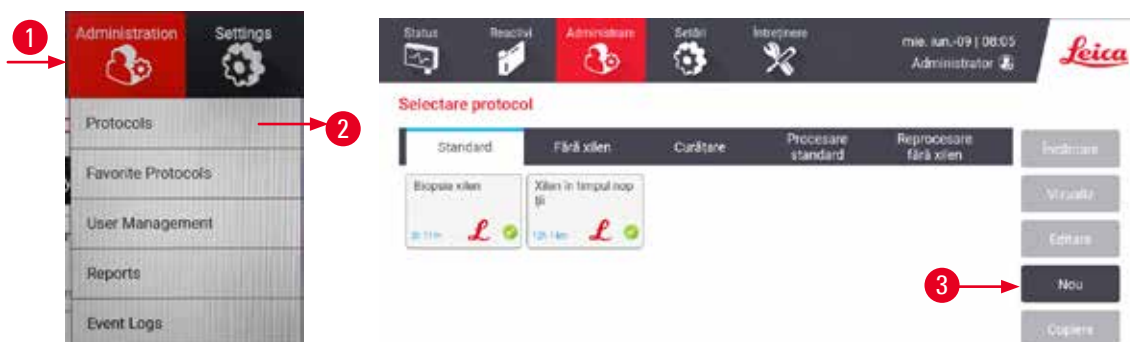 1
Administration
Settings
Protocols
2
Favorite Protocols
User Management
Reports
Event Logs
Status
Reactivi
Administrare
Setări
Întreținere
mie. iun.-09 | 08:05
Administrator
Leica
Selectare protocol
Standard
Fără xilen
Curățare
Procesare
standard
Reprocesare
fără xilen
Vizualiz
Editare
3
Nou
Copiere
Biopsie xilen
Xilen în timpul nop
ții
L
L